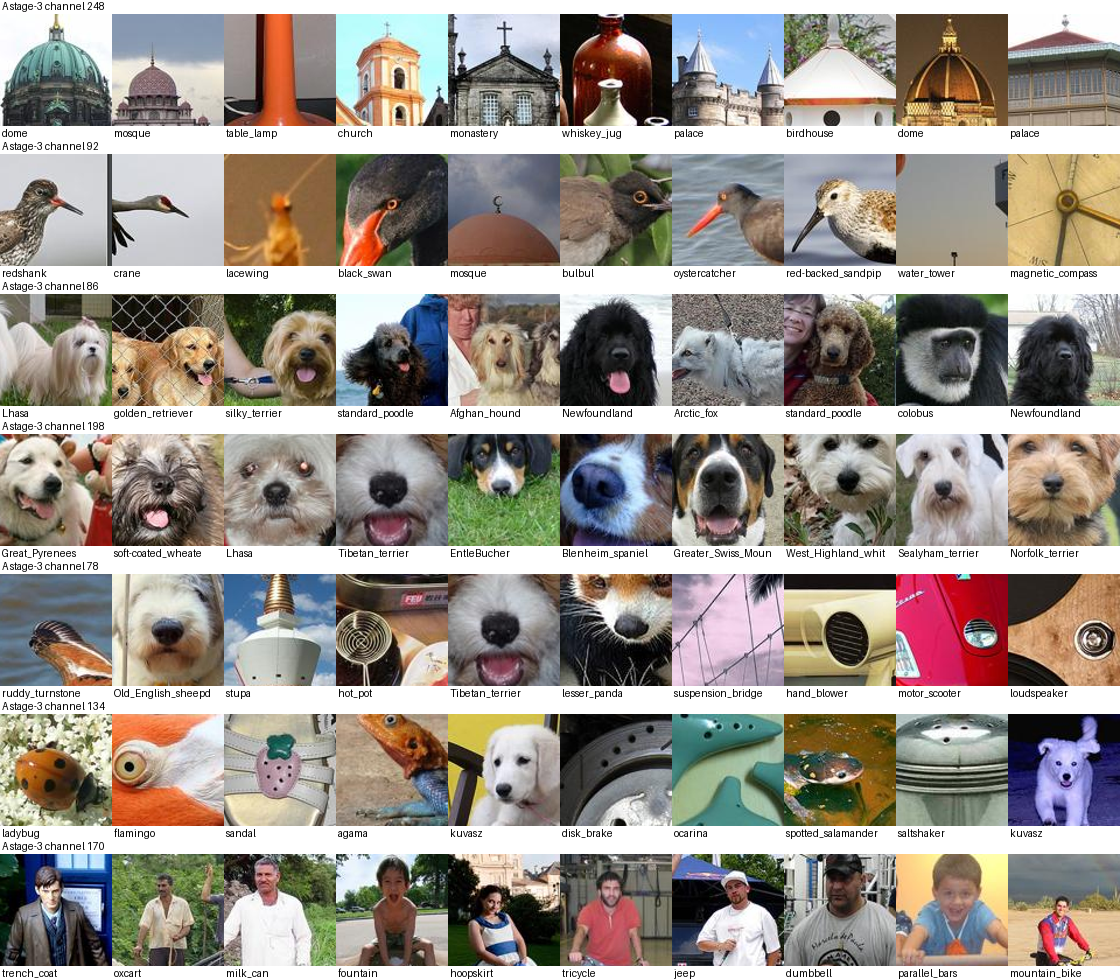 Astage-3 channel 248
dome mosque table_lamp church monastery whiskey_jug palace birdhouse dome palace
Astage-3 channel 92
redshank crane lacewing black_swan mosque bulbul oystercatcher red-backed_sandpip water_tower magnetic_compass
Astage-3 channel 86
Lhasa golden_retriever silky_terrier standard_poodle Afghan_hound Newfoundland Arctic_fox standard_poodle colobus Newfoundland
Astage-3 channel 198
Great_Pyrenees soft-coated_wheate Lhasa Tibetan_terrier EntleBucher Blenheim_spaniel Greater_Swiss_Moun West_Highland_whit Sealyham_terrier Norfolk_terrier
Astage-3 channel 78
ruddy_turnstone Old_English_sheepd stupa hot_pot Tibetan_terrier lesser_panda suspension_bridge hand_blower motor_scooter loudspeaker
Astage-3 channel 134
ladybug flamingo sandal agama kuvasz disk_brake ocarina spotted_salamander saltshaker kuvasz
Astage-3 channel 170
trench_coat oxcart milk_can fountain hoopskirt tricycle jeep dumbbell parallel_bars mountain_bike